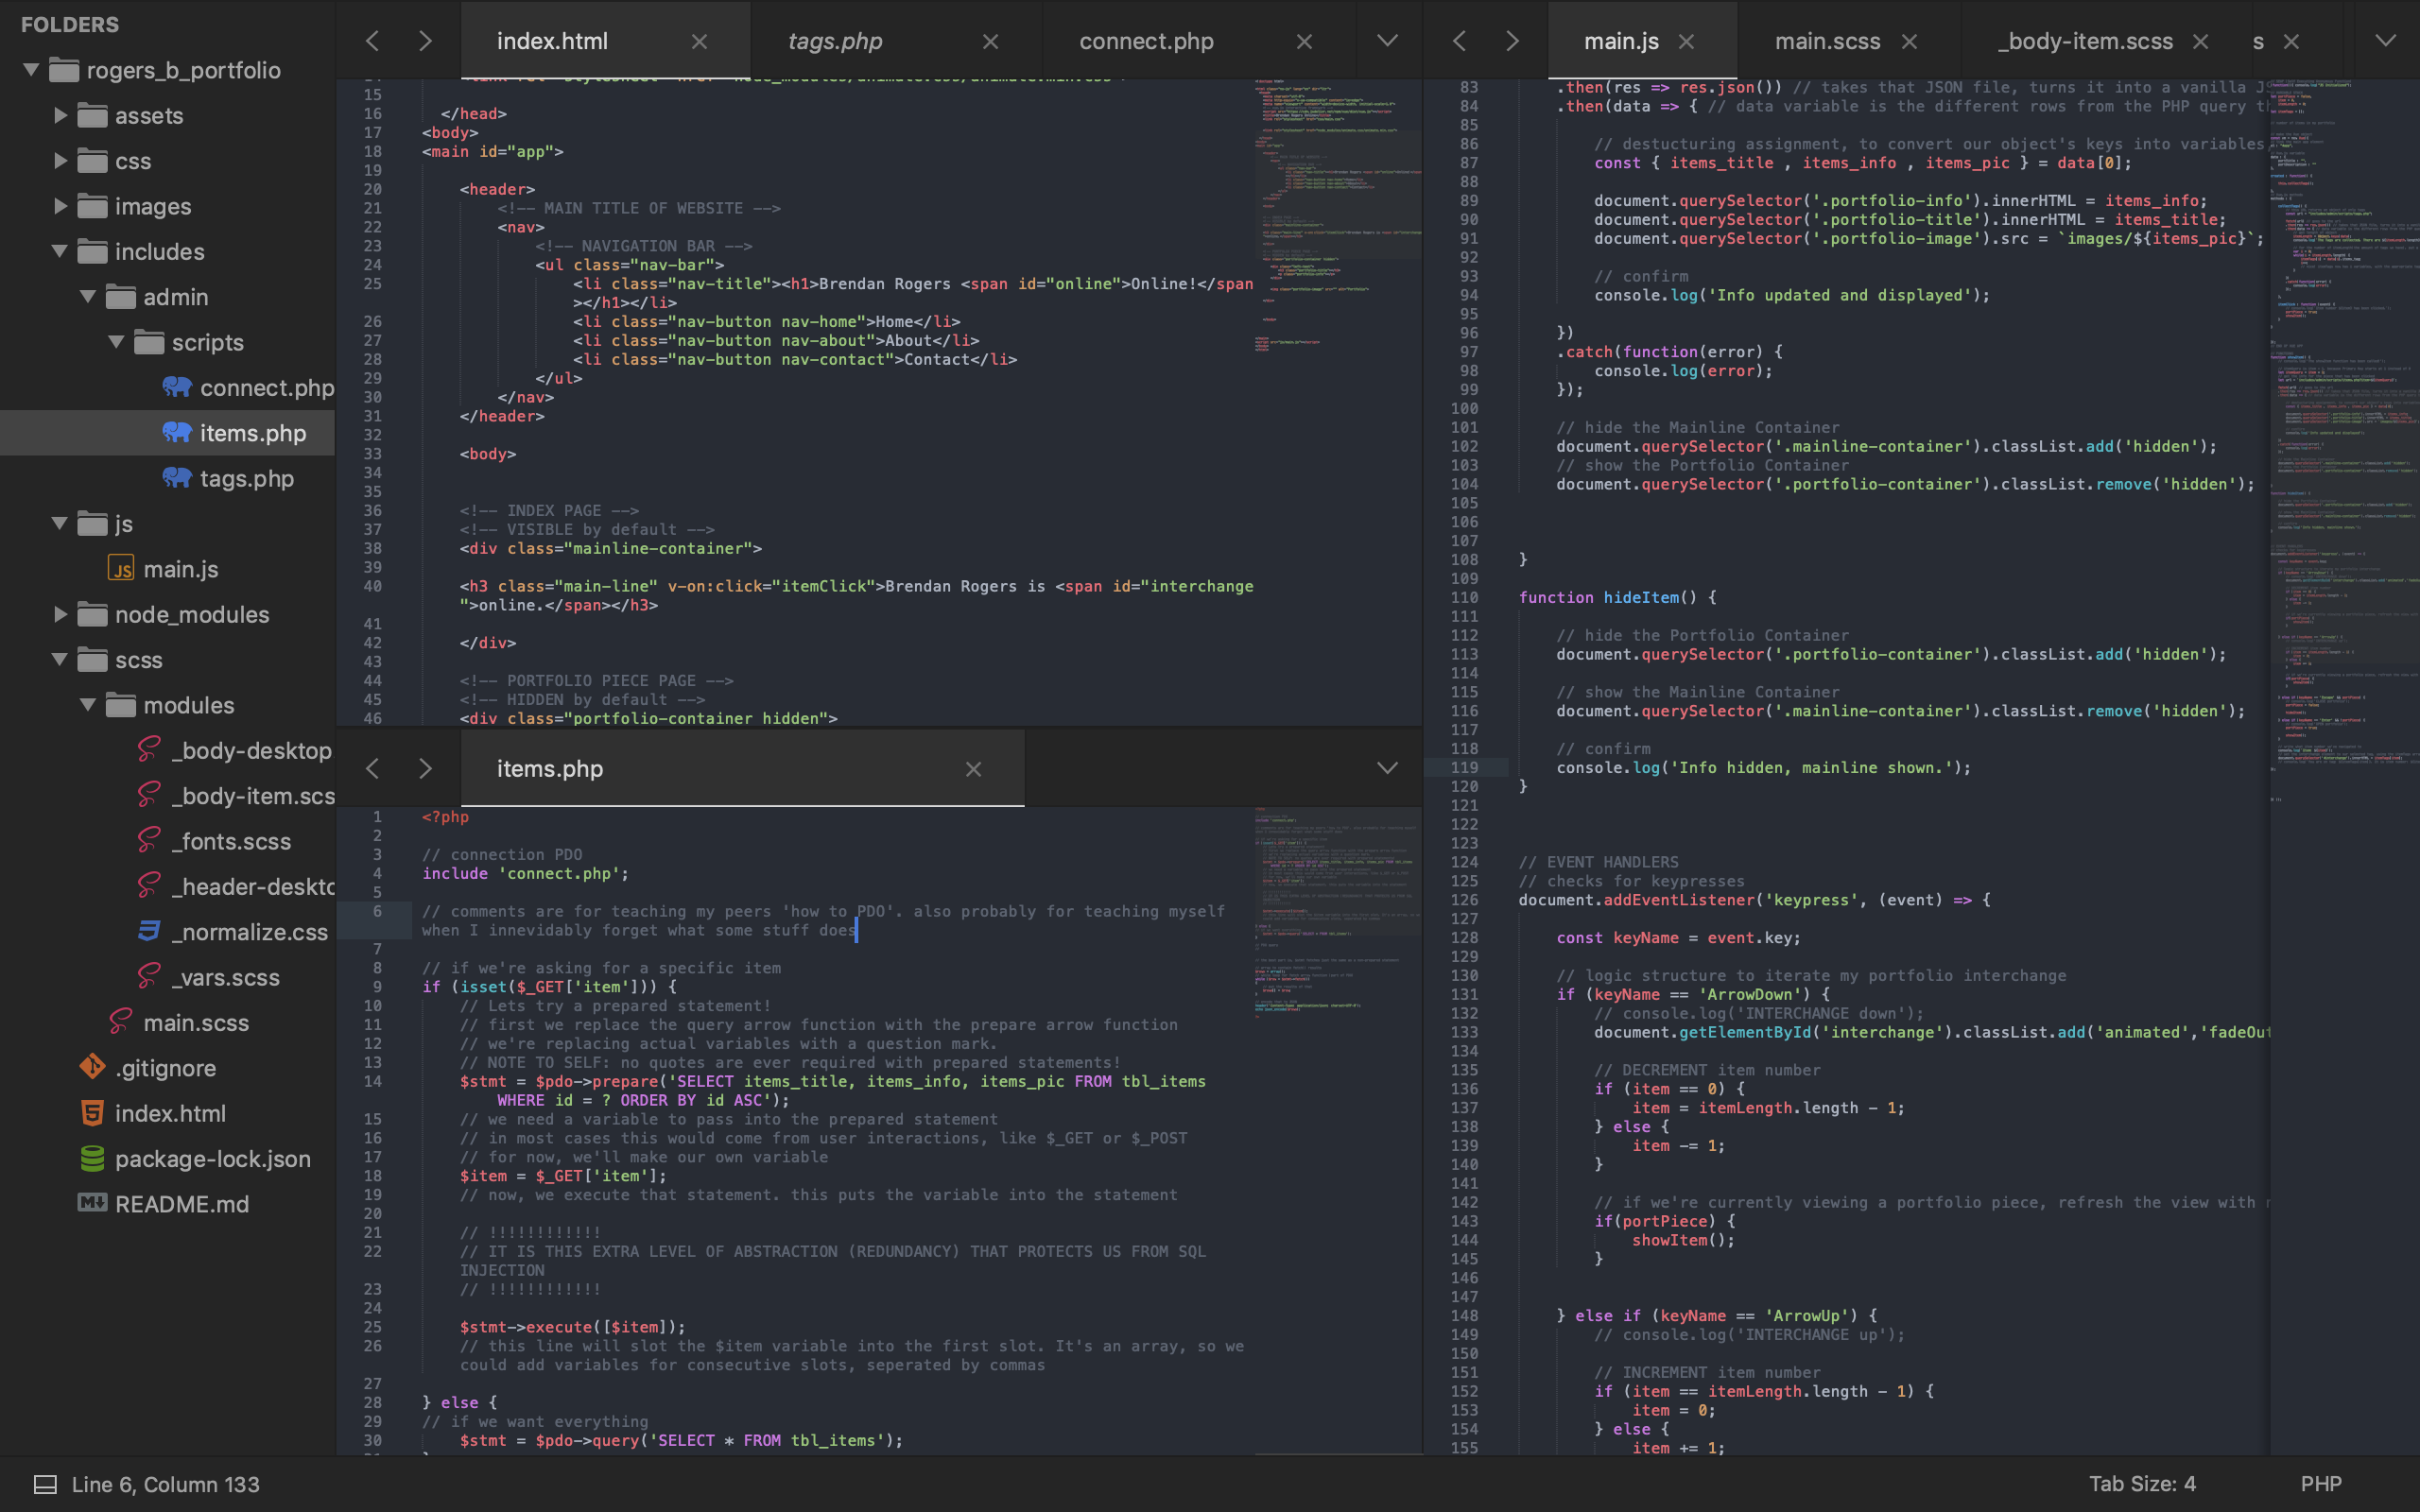 FOLDERS
rogers_b_portfolio
assets
css
images
includes
admin
scripts
connect.php
items.php
tags.php
js
main.js
node_modules
scss
modules
_body-desktop
_body-item.scs
_fonts.scss
_header-deskto
_normalize.css
_vars.scss
main.scss
.gitignore
index.html
package-lock.json
README.md
index.html
tags.php
connect.php
15
16 </head>
17 <body>
18 <main id="app">
19
20 <header>
21 <!-- MAIN TITLE OF WEBSITE -->
22 <nav>
23 <!-- NAVIGATION BAR -->
24 <ul class="nav-bar">
25 <li class="nav-title"><h1>Brendan Rogers <span id="online">Online!</span
></h1></li>
26 <li class="nav-button nav-home">Home</li>
27 <li class="nav-button nav-about">About</li>
28 <li class="nav-button nav-contact">Contact</li>
29 </ul>
30 </nav>
31 </header>
32
33 <body>
34
35
36 <!-- INDEX PAGE -->
37 <!-- VISIBLE by default -->
38 <div class="mainline-container">
39
40 <h3 class="main-line" v-on:click="itemClick">Brendan Rogers is <span id="interchange
">online.</span></h3>
41
42 </div>
43
44 <!-- PORTFOLIO PIECE PAGE -->
45 <!-- HIDDEN by default -->
46 <div class="portfolio-container hidden">
items.php
1 <?php
2
3 // connection PDO
4 include 'connect.php';
5
6 // comments are for teaching my peers 'how to PDO'. also probably for teaching myself
when I innevidably forget what some stuff does
7
8 // if we're asking for a specific item
9 if (isset($_GET['item'])) {
10 // Lets try a prepared statement!
11 // first we replace the query arrow function with the prepare arrow function
12 // we're replacing actual variables with a question mark.
13 // NOTE TO SELF: no quotes are ever required with prepared statements!
14 $stmt = $pdo->prepare('SELECT items_title, items_info, items_pic FROM tbl_items
WHERE id = ? ORDER BY id ASC');
15 // we need a variable to pass into the prepared statement
16 // in most cases this would come from user interactions, like $_GET or $_POST
17 // for now, we'll make our own variable
18 $item = $_GET['item'];
19 // now, we execute that statement. this puts the variable into the statement
20
21 // !!!!!!!!!!!!
22 // IT IS THIS EXTRA LEVEL OF ABSTRACTION (REDUNDANCY) THAT PROTECTS US FROM SQL
INJECTION
23 // !!!!!!!!!!!!
24
25 $stmt->execute([$item]);
26 // this line will slot the $item variable into the first slot. It's an array, so we
could add variables for consecutive slots, seperated by commas
27
28 } else {
29 // if we want everything
30 $stmt = $pdo->query('SELECT * FROM tbl_items');
main.js
main.scss
_body-item.scss
s
83 .then(res => res.json()) // takes that JSON file, turns it into a vanilla JS
84 .then(data => { // data variable is the different rows from the PHP query th
85
86 // destucturing assignment, to convert our object's keys into variables
87 const { items_title , items_info , items_pic } = data[0];
88
89 document.querySelector('.portfolio-info').innerHTML = items_info;
90 document.querySelector('.portfolio-title').innerHTML = items_title;
91 document.querySelector('.portfolio-image').src = `images/${items_pic}`;
92
93 // confirm
94 console.log('Info updated and displayed');
95
96 })
97 .catch(function(error) {
98 console.log(error);
99 });
100
101 // hide the Mainline Container
102 document.querySelector('.mainline-container').classList.add('hidden');
103 // show the Portfolio Container
104 document.querySelector('.portfolio-container').classList.remove('hidden');
105
106
107
108 }
109
110 function hideItem() {
111
112 // hide the Portfolio Container
113 document.querySelector('.portfolio-container').classList.add('hidden');
114
115 // show the Mainline Container
116 document.querySelector('.mainline-container').classList.remove('hidden');
117
118 // confirm
119 console.log('Info hidden, mainline shown.');
120 }
121
122
123
124 // EVENT HANDLERS
125 // checks for keypresses
126 document.addEventListener('keypress', (event) => {
127
128 const keyName = event.key;
129
130 // logic structure to iterate my portfolio interchange
131 if (keyName == 'ArrowDown') {
132 // console.log('INTERCHANGE down');
133 document.getElementById('interchange').classList.add('animated','fadeOut
134
135 // DECREMENT item number
136 if (item == 0) {
137 item = itemLength.length - 1;
138 } else {
139 item -= 1;
140 }
141
142 // if we're currently viewing a portfolio piece, refresh the view with
143 if(portPiece) {
144 showItem();
145 }
146
147
148 } else if (keyName == 'ArrowUp') {
149 // console.log('INTERCHANGE up');
150
151 // INCREMENT item number
152 if (item == itemLength.length - 1) {
153 item = 0;
154 } else {
155 item += 1;
Line 6, Column 133
Tab Size: 4
PHP